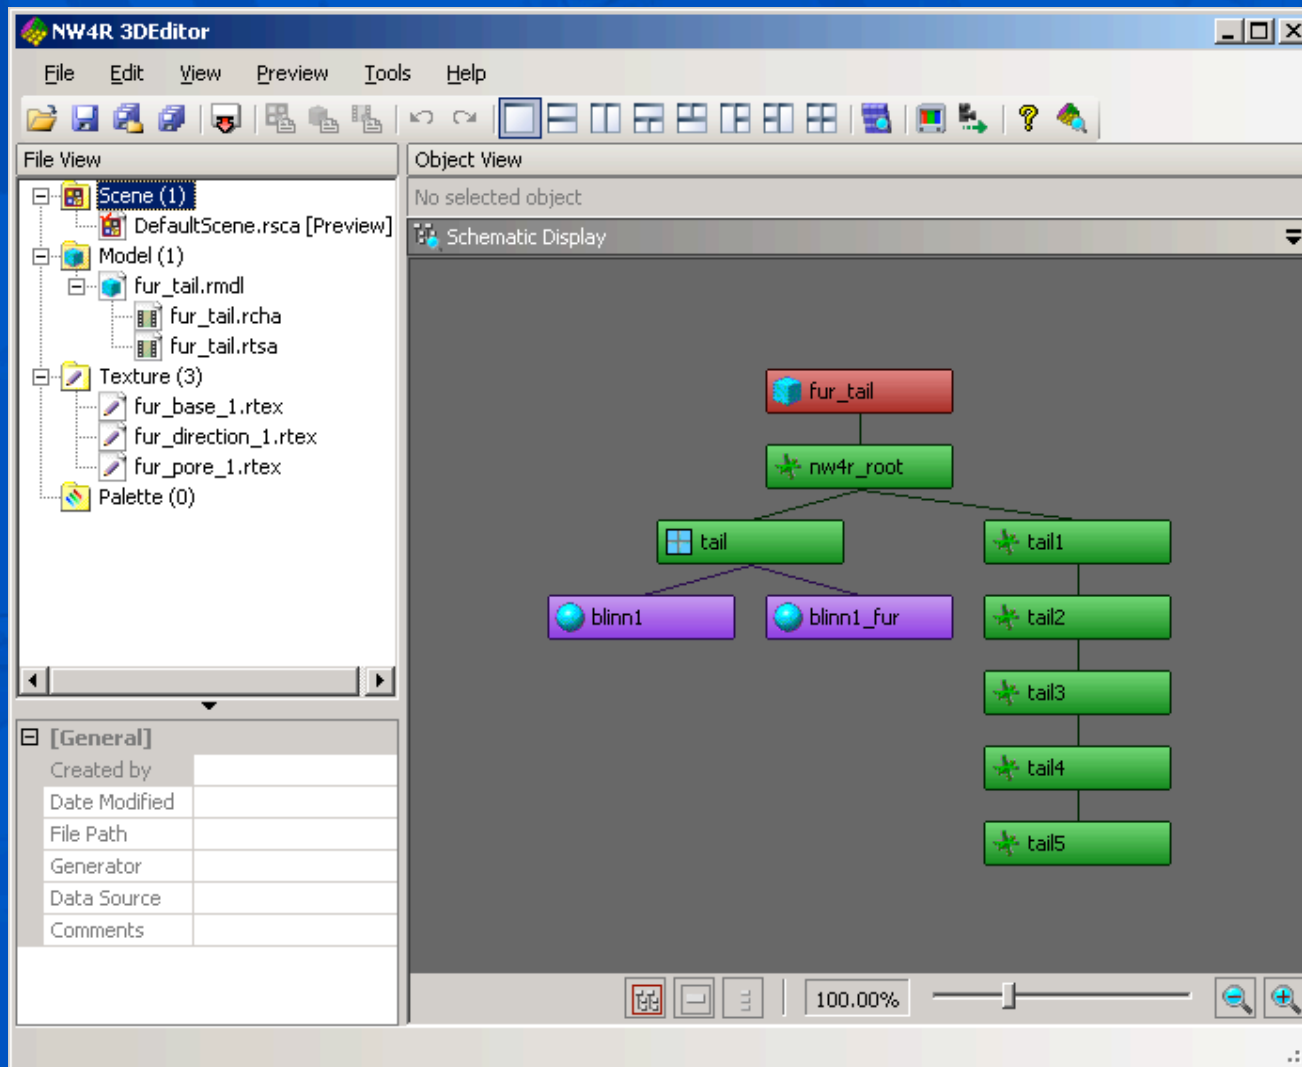 NW4R 3DEditor
File Edit View Preview Tools Help
File View
Object View
Scene (1)
No selected object
DefaultScene.rsca [Preview]
Schematic Display
Model (1)
fur_tail.rmdl
fur_tail.rcha
fur_tail.rtsa
Texture (3)
fur_base_1.rtex
fur_direction_1.rtex
fur_pore_1.rtex
Palette (0)
fur_tail
nw4r_root
tail
tail1
blinn1
blinn1_fur
tail2
tail3
tail4
tail5
[General]
Created by
Date Modified
File Path
Generator
Data Source
Comments
100.00%